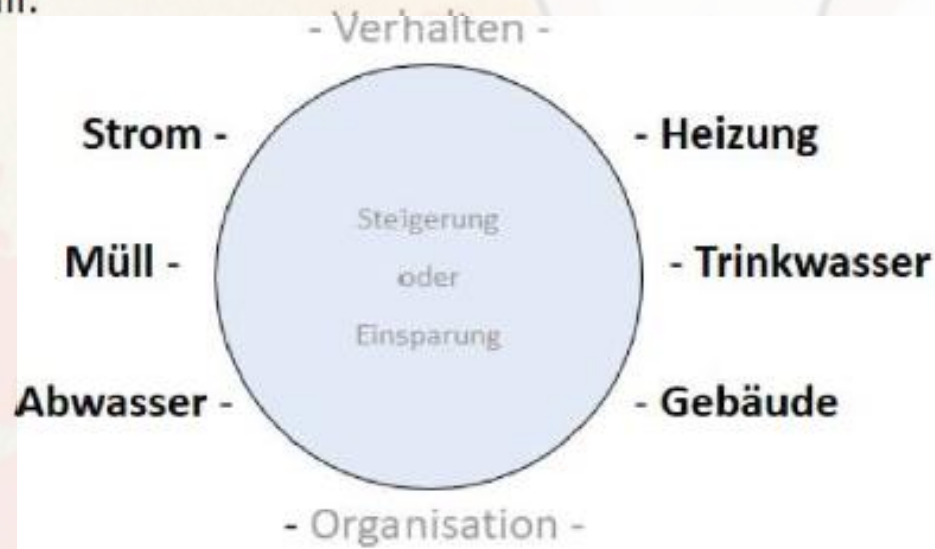 - Verhalten -
Strom -
- Heizung
Steigerung
Müll -
oder
- Trinkwasser
Einsparung
Abwasser -
- Gebäude
- Organisation -